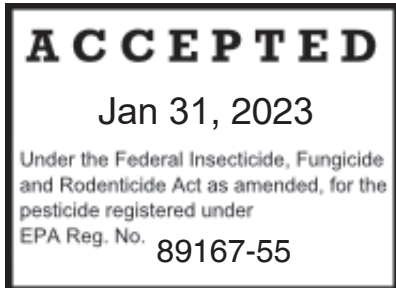 ACCEPTED
Jan 31, 2023
Under the Federal Insecticide, Fungicide
and Rodenticide Act as amended, for the
pesticide registered under
EPA Reg. No. 89167-55